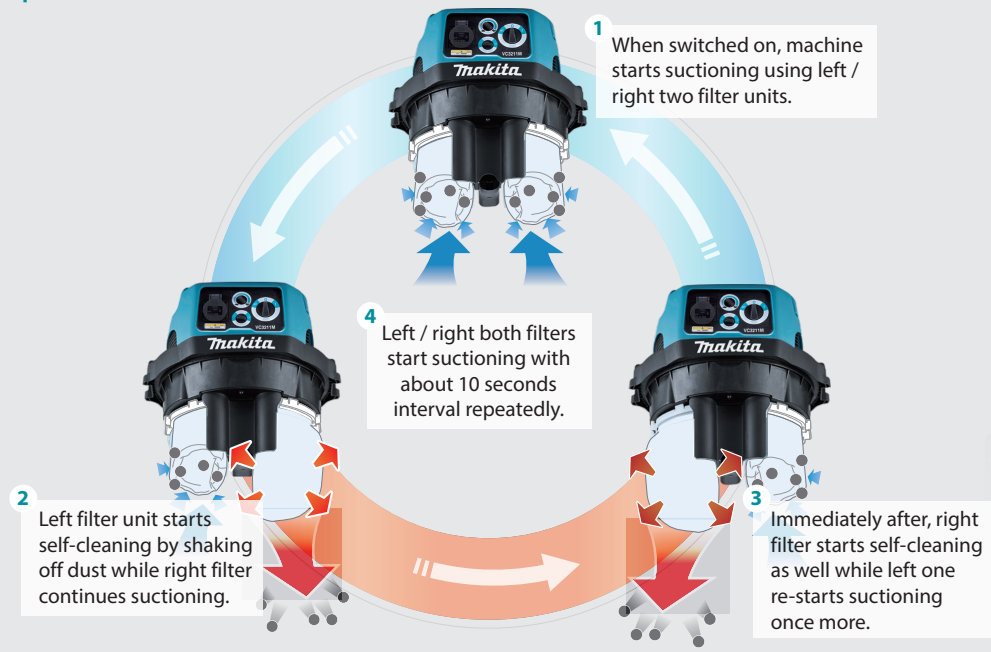 VC3211M
Makita
1
When switched on, machine
starts suctioning using left /
right two filter units.
VC3211M
Makita
4
Left / right both filters
start suctioning with
about 10 seconds
interval repeatedly.
VC3211M
Makita
2
Left filter unit starts
self-cleaning by shaking
off dust while right filter
continues suctioning.
3
Immediately after, right
filter starts self-cleaning
as well while left one
re-starts suctioning
once more.